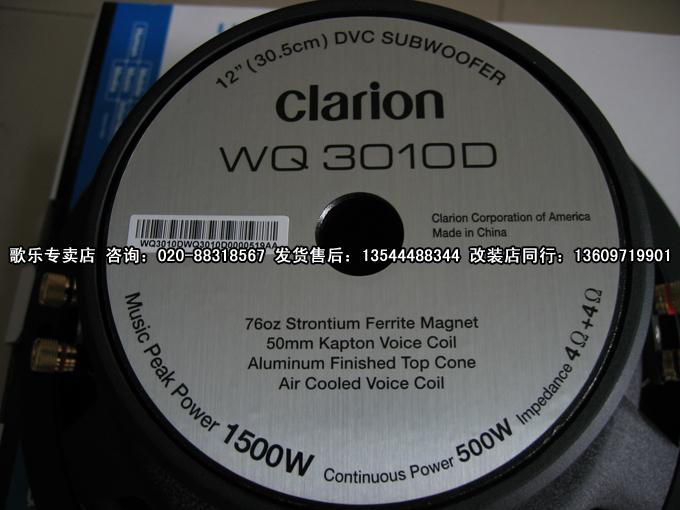 12” (30.5cm) DVC SUBWOOFER
clarion
WQ 3010D
Clarion Corporation of America
Made in China
WQ3010DWQ3010D0000519AA
歌乐专卖店 咨询：020-88318567 发货售后：13544488344 改装店同行：13609719901
76oz Strontium Ferrite Magnet
50mm Kapton Voice Coil
Aluminum Finished Top Cone
Air Cooled Voice Coil
Music Peak Power 1500W Continuous Power 500W Impedance 4Ω+4Ω